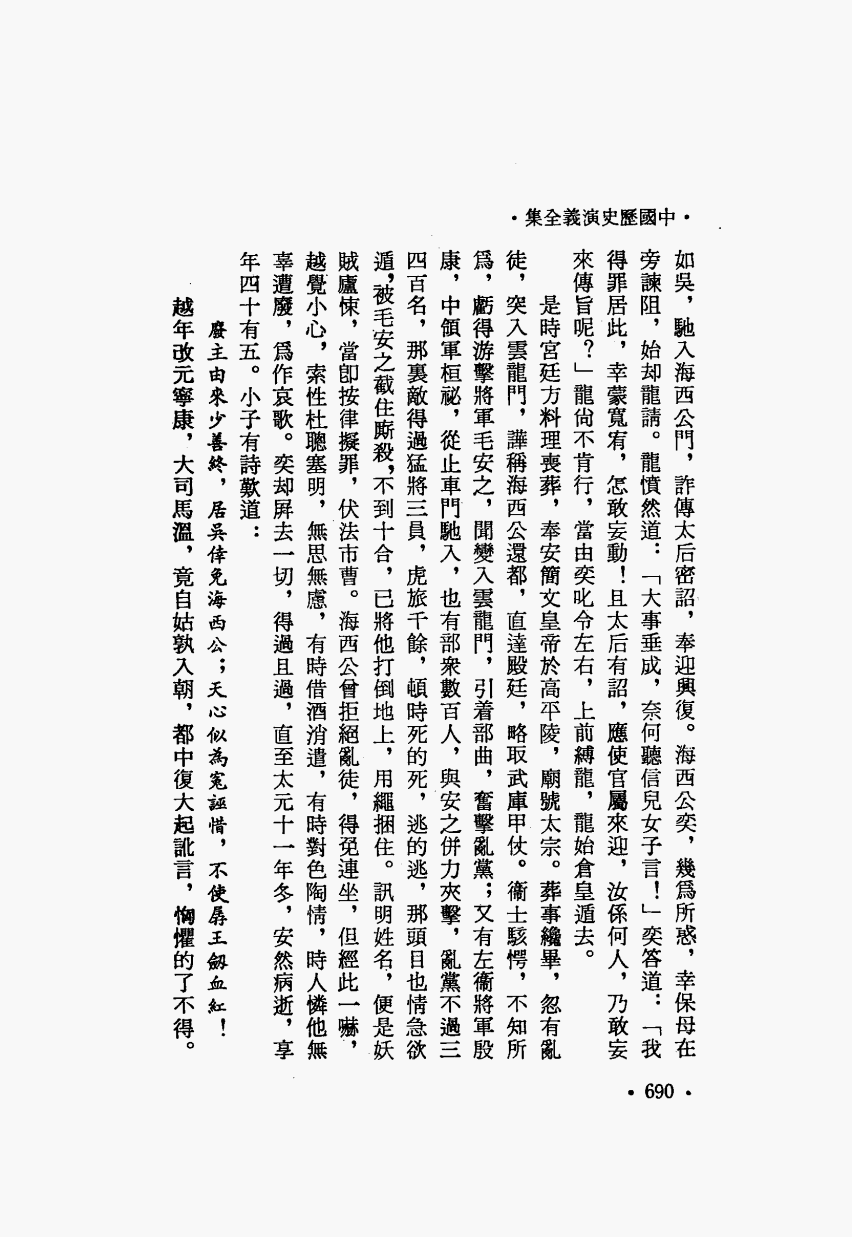 ·中國歷史演義全集·
如吳，馳入海西公門，詐傳太后密詔，奉迎興復。海西公奕，幾爲所惑，幸保母在
旁諫阻，始却龍請。龍憤然道：「大事垂成，奈何聽信兒女子言！」奕答道：「我
得罪居此，幸蒙寬宥，怎敢妄動！且太后有詔，應使官屬來迎，汝係何人，乃敢妄
來傳旨呢？」龍尙不肯行，當由奕叱令左右，上前縛龍，龍始倉皇遁去。
是時宮廷方料理喪葬，奉安簡文皇帝於高平陵，廟號太宗。葬事纔畢，忽有亂
徒，突入雲龍門，譁稱海西公還都，直達殿廷，略取武庫甲仗。衞士駭愕，不知所
爲，虧得游擊將軍毛安之，聞變入雲龍門，引着部曲，奮擊亂黨；又有左衞將軍殷
康，中領軍桓祕，從止車門馳入，也有部衆數百人，與安之併力夾擊，亂黨不過三
四百名，那裏敵得過猛將三員，虎旅千餘，頓時死的死，逃的逃，那頭目也情急欲
遁，被毛安之截住廝殺，不到十合，已將他打倒地上，用繩捆住。訊明姓名，便是妖
賊廬悚，當卽按律擬罪，伏法市曹。海西公曾拒絕亂徒，得免連坐，但經此一嚇，
越覺小心，索性杜聰塞明，無思無慮，有時借酒消遣，有時對色陶情，時人憐他無
辜遭廢，爲作哀歌。奕却屏去一切，得過且過，直至太元十一年冬，安然病逝，享
年四十有五。小子有詩歎道：
廢主由來少善終，居吳倖免海西公；天心似為冤誣惜，不使孱王劔血紅！
越年改元寧康，大司馬溫，竟自姑孰入朝，都中復大起訛言，恟懼的了不得。
·690·